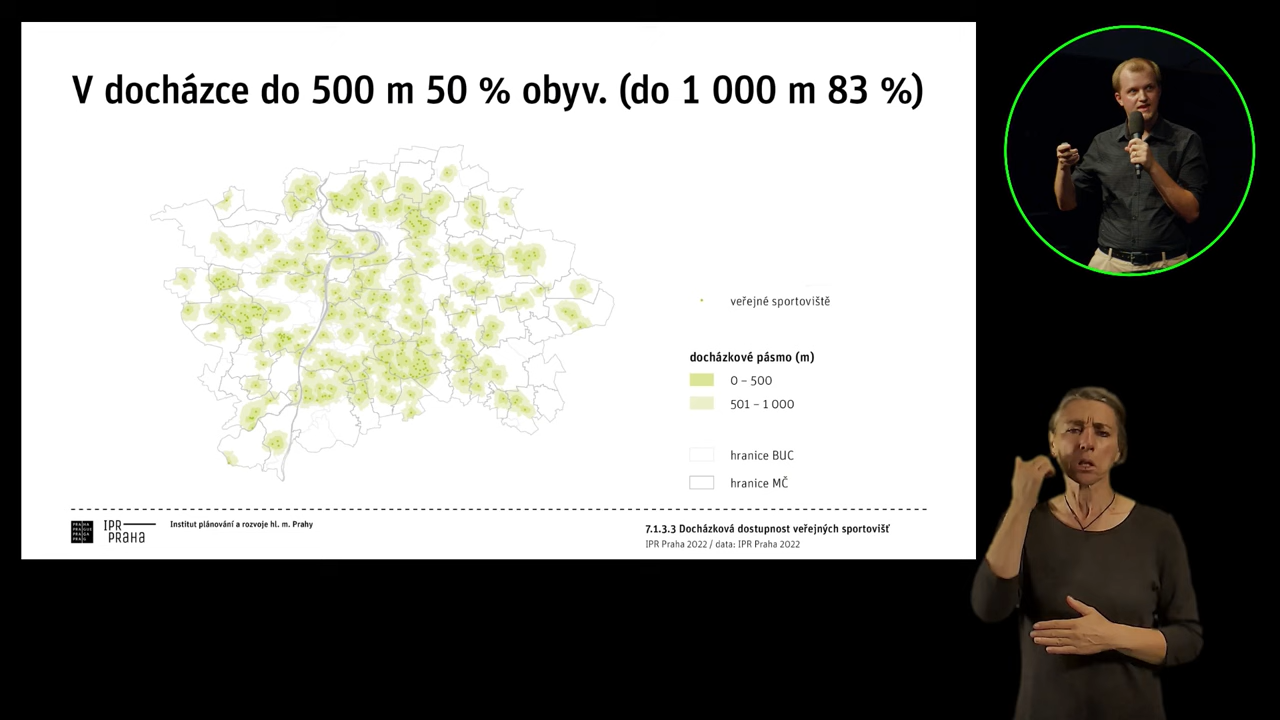 V docházce do 500 m 50 % obyv. (do 1 000 m 83 %)
veřejné sportoviště
docházkové pásmo (m)
0 – 500
501 – 1 000
hranice BUC
hranice MČ
IPR
PRAHA
Institut plánování a rozvoje hl. m. Prahy
7.1.3.3 Docházková dostupnost veřejných sportovišť
IPR Praha 2022 / data: IPR Praha 2022